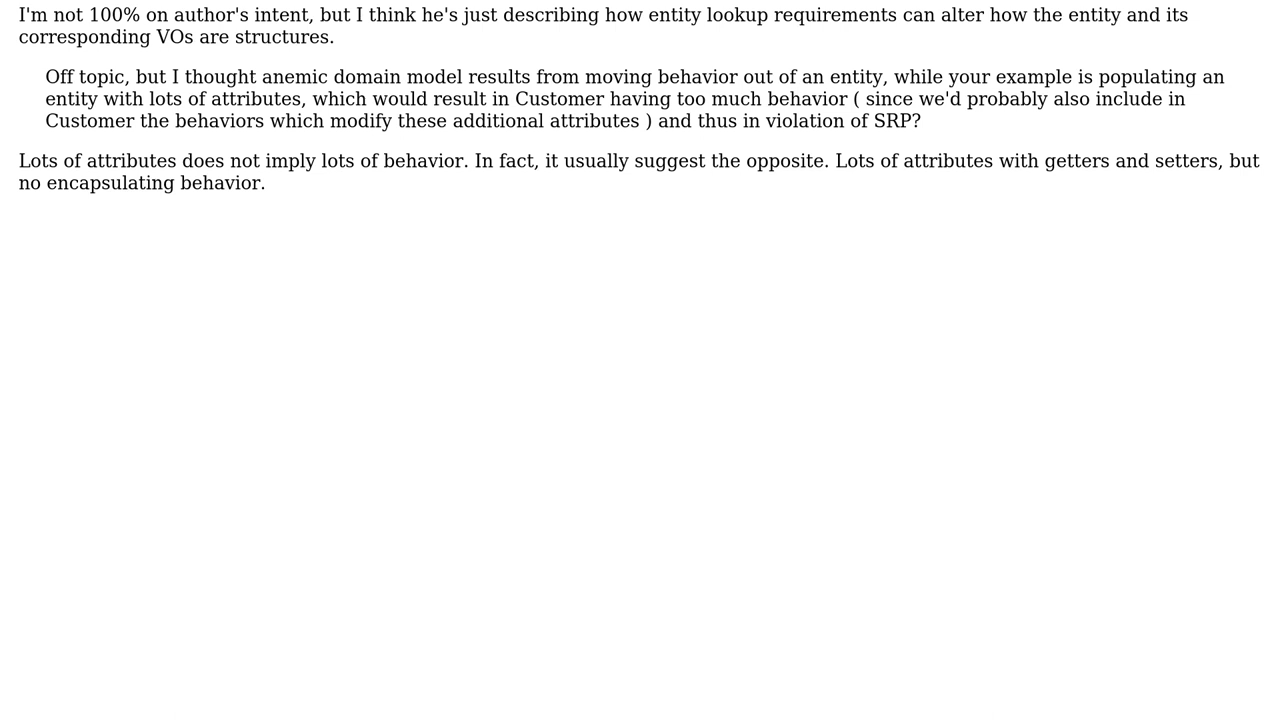 I'm not 100% on author's intent, but I think he's just describing how entity lookup requirements can alter how the entity and its
corresponding VOs are structures.
Off topic, but I thought anemic domain model results from moving behavior out of an entity, while your example is populating an
entity with lots of attributes, which would result in Customer having too much behavior ( since we'd probably also include in
Customer the behaviors which modify these additional attributes ) and thus in violation of SRP?
Lots of attributes does not imply lots of behavior. In fact, it usually suggest the opposite. Lots of attributes with getters and setters, but
no encapsulating behavior.